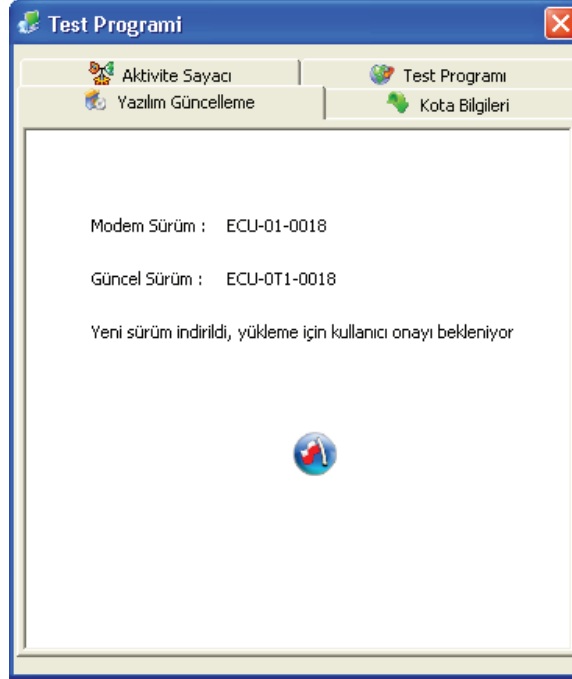 Test Programi
Aktivite Sayacı
Test Programı
Yazılım Güncelleme
Kota Bilgileri
Modem Sürüm : ECU-01-0018
Güncel Sürüm : ECU-0T1-0018
Yeni sürüm indirildi, yükleme için kullanıcı onayı bekleniyor